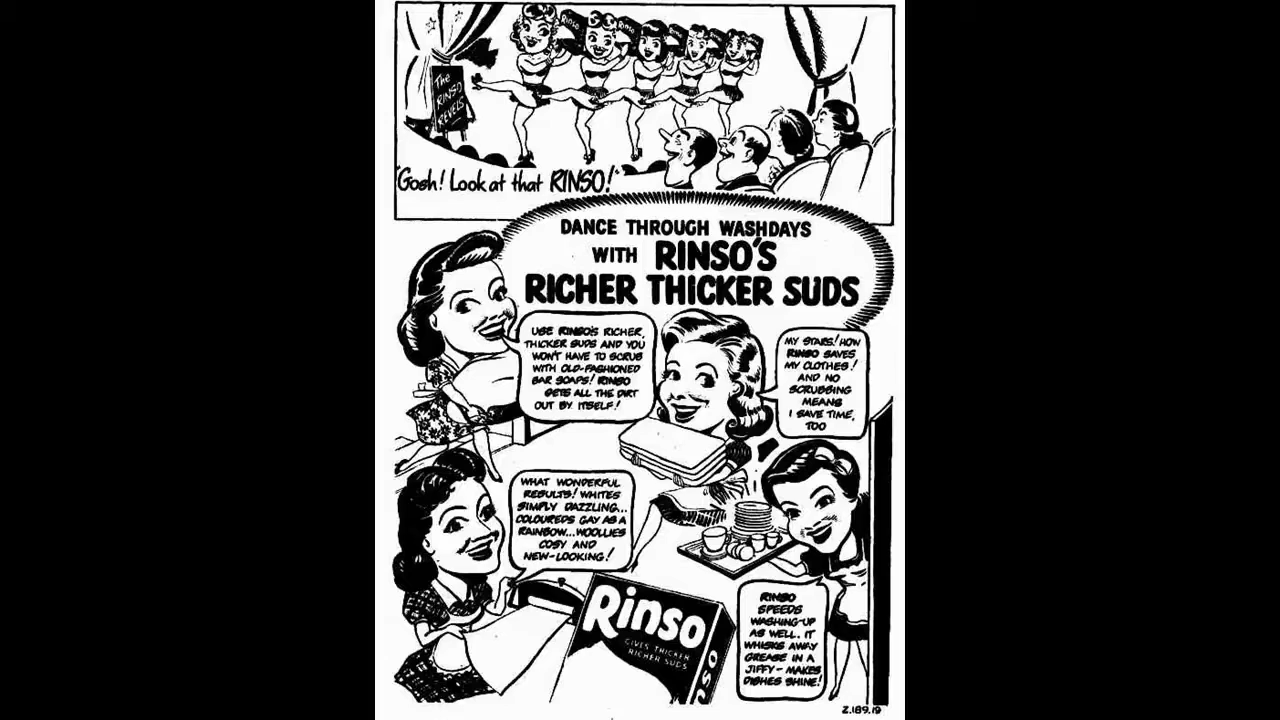 RINSO
RINSO
RINSO
The
RINSO
REVELS
"Gosh! Look at that RINSO!"
DANCE THROUGH WASHDAYS
WITH RINSO'S
RICHER THICKER SUDS
USE RINSO'S RICHER,
THICKER SUDS AND YOU
WON'T HAVE TO SCRUB
WITH OLD-FASHIONED
BAR SOAPS! RINSO
GETS ALL THE DIRT
OUT BY ITSELF!
MY STARS! HOW
RINSO SAVES
MY CLOTHES!
AND NO
SCRUBBING
MEANS
I SAVE TIME,
TOO
WHAT WONDERFUL
RESULTS! WHITES
SIMPLY DAZZLING...
COLOUREDS GAY AS A
RAINBOW...WOOLLIES
COSY AND
NEW-LOOKING!
Rinso
GIVES THICKER
RICHER SUDS
RINSO
SPEEDS
WASHING-UP
AS WELL. IT
WHISKS AWAY
GREASE IN A
JIFFY - MAKES
DISHES SHINE!
Z.189.19